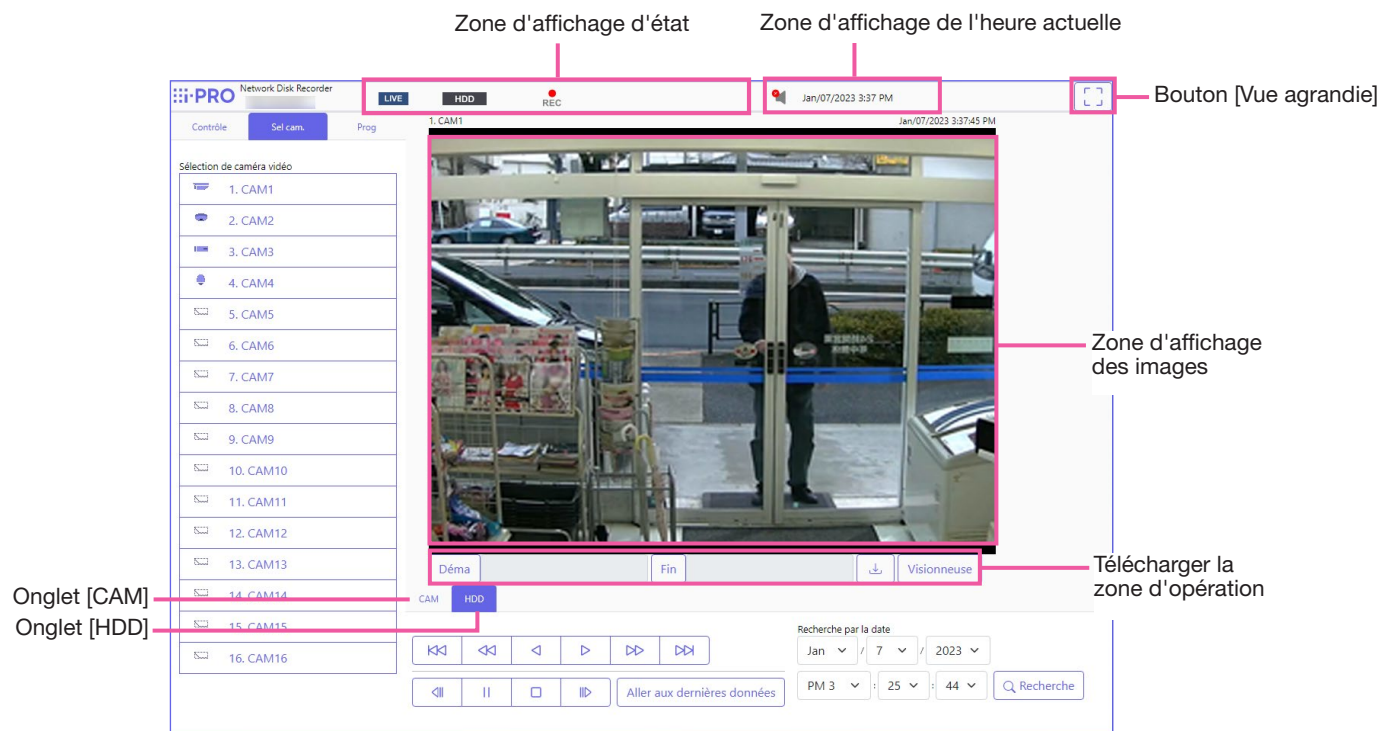 Zone d'affichage d'état
Zone d'affichage de l'heure actuelle
i-PRO Network Disk Recorder
LIVE
HDD
REC
Jan/07/2023 3:37 PM
Bouton [Vue agrandie]
Contrôle
Sel cam.
Prog
1. CAM1
Jan/07/2023 3:37:45 PM
Sélection de caméra vidéo
1. CAM1
2. CAM2
3. CAM3
4. CAM4
5. CAM5
6. CAM6
7. CAM7
8. CAM8
9. CAM9
10. CAM10
11. CAM11
12. CAM12
13. CAM13
14. CAM14
15. CAM15
16. CAM16
Zone d'affichage
des images
Déma
Fin
Visionneuse
Télécharger la
zone d'opération
Onglet [CAM]
Onglet [HDD]
CAM
HDD
Aller aux dernières données
Recherche par la date
Jan / 7 / 2023
PM 3 : 25 : 44
Recherche